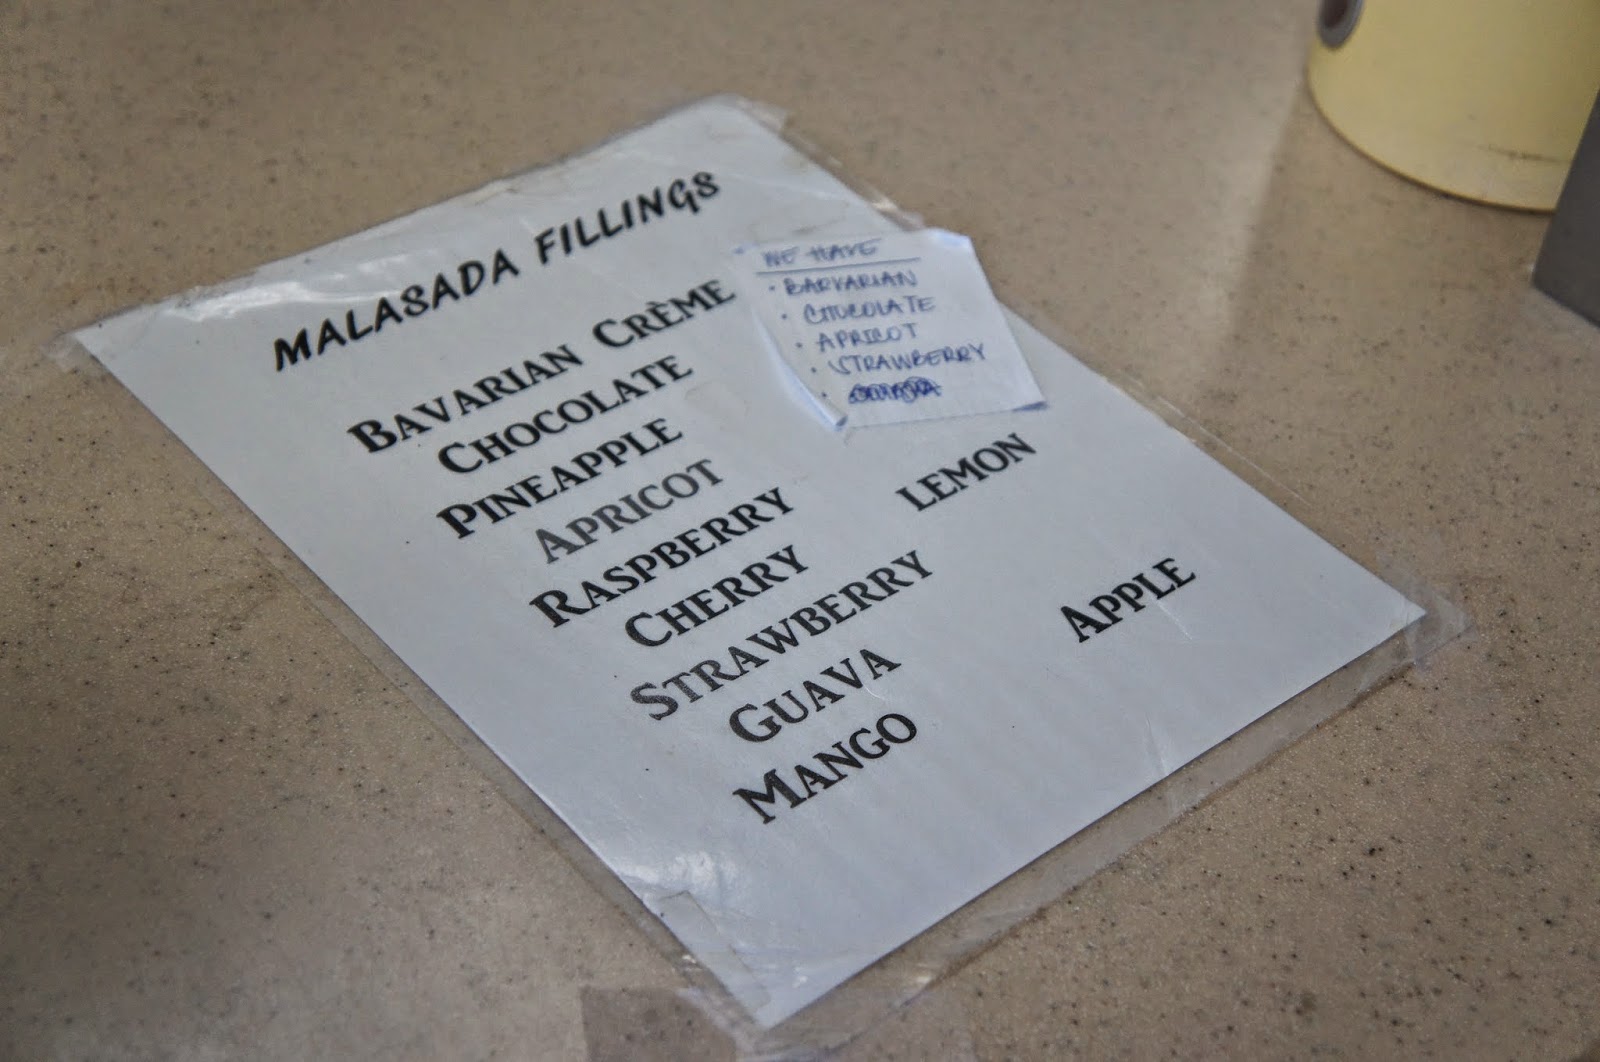 MALASADA FILLINGS
BAVARIAN CRÈME
CHOCOLATE
PINEAPPLE
APRICOT
RASPBERRY
LEMON
CHERRY
STRAWBERRY
APPLE
GUAVA
MANGO
WE HAVE
• BARVARIAN
• CHOCOLATE
• APRICOT
• STRAWBERRY